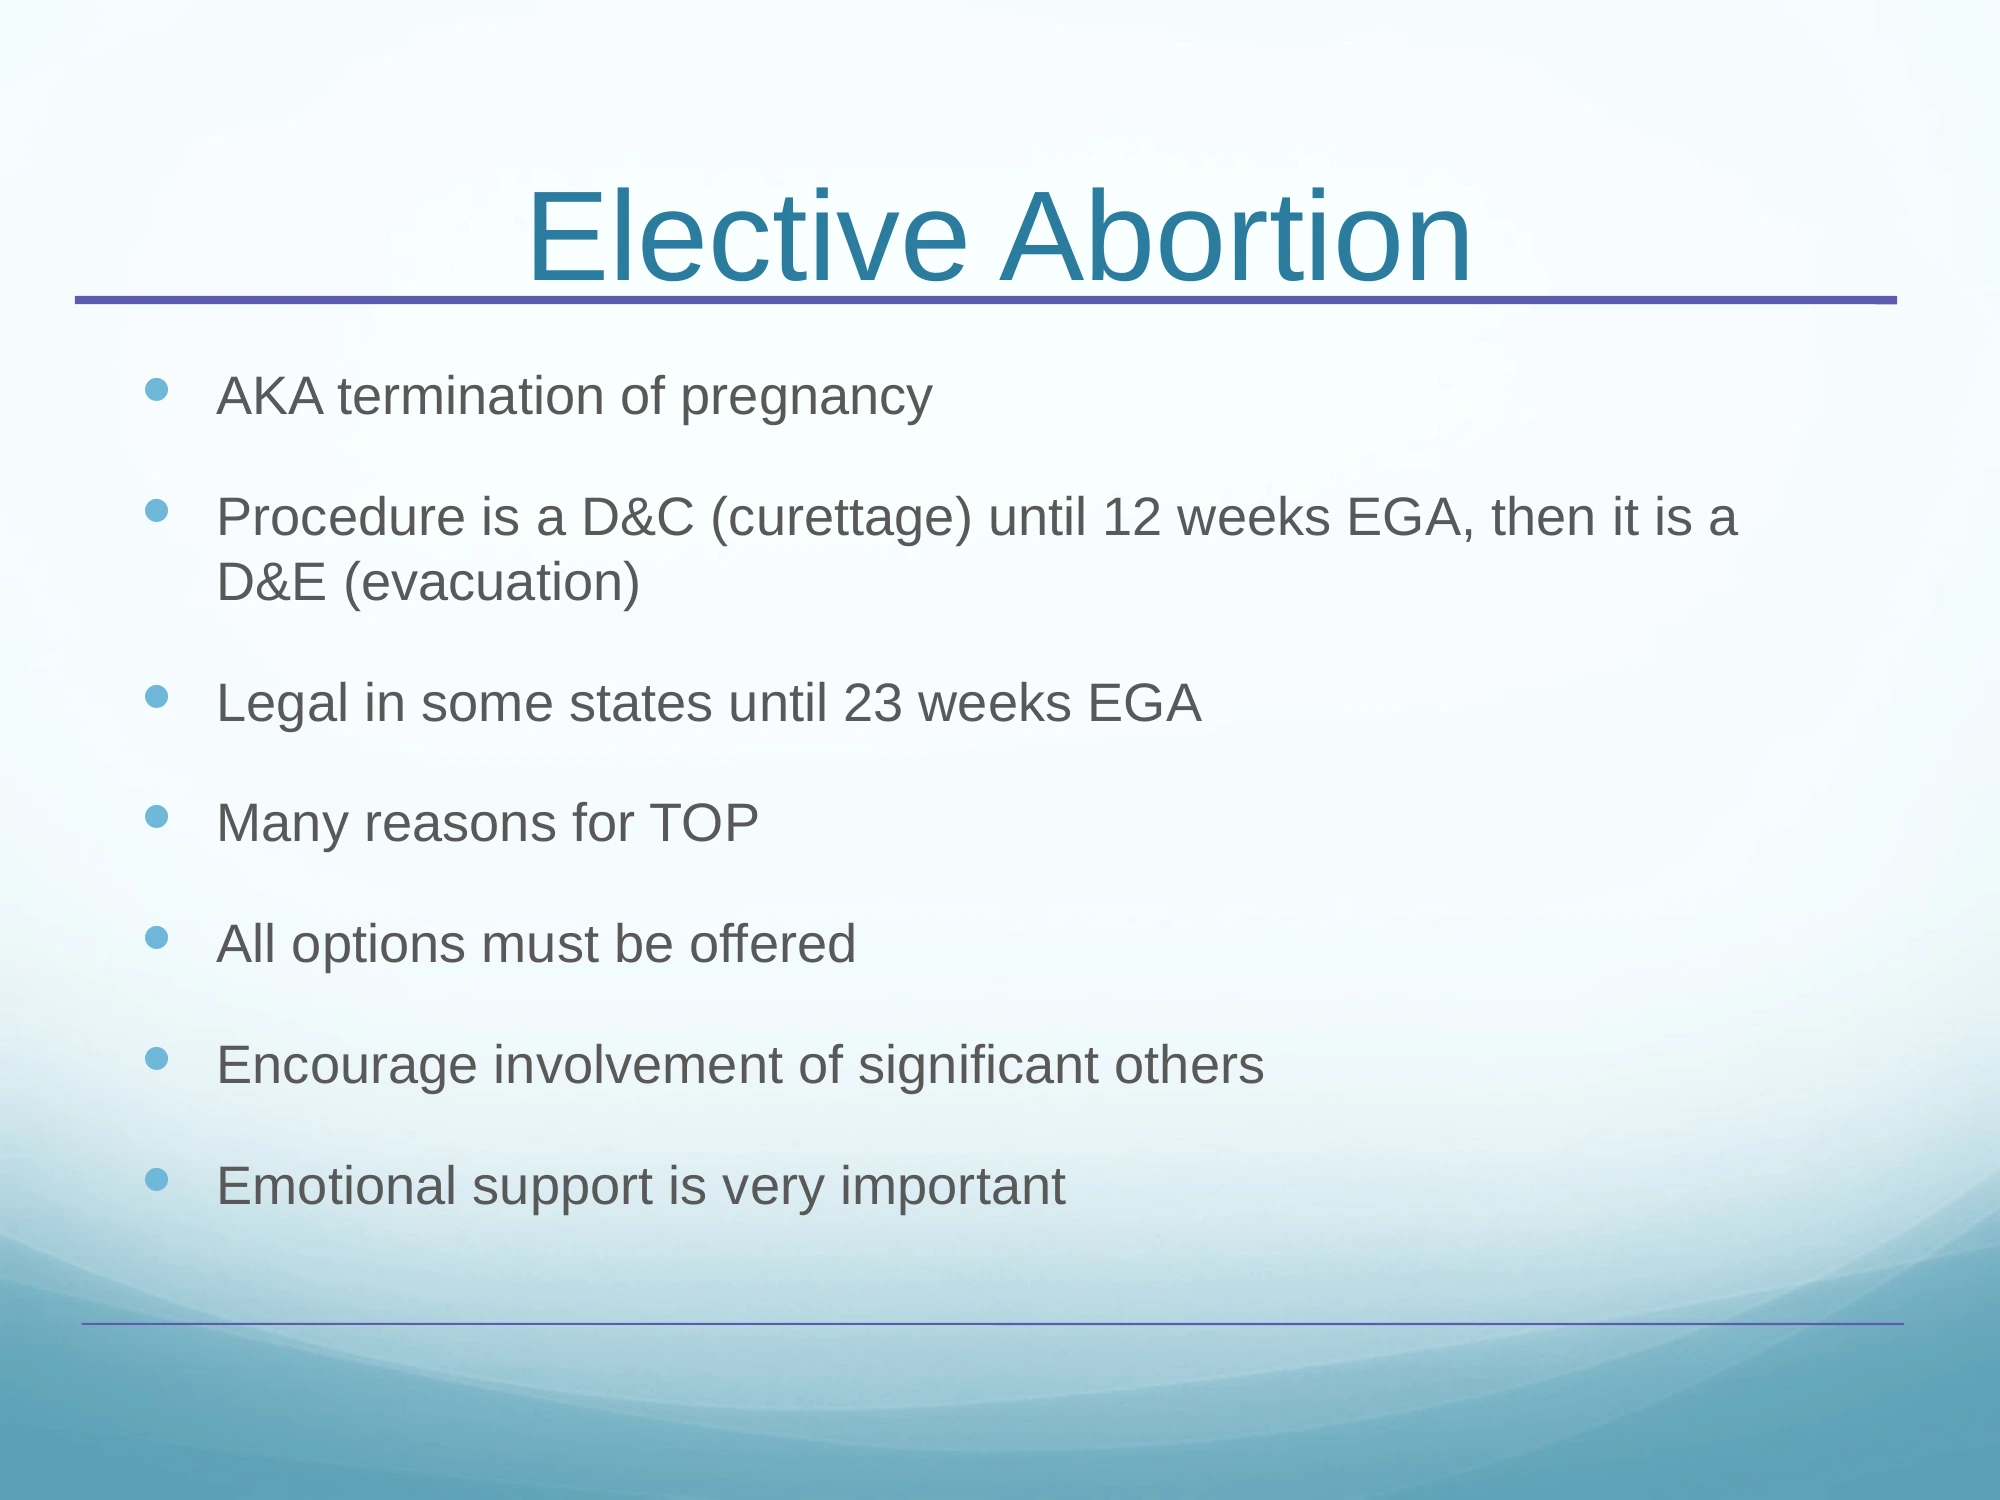 Elective Abortion
AKA termination of pregnancy
Procedure is a D&C (curettage) until 12 weeks EGA, then it is a
D&E (evacuation)
Legal in some states until 23 weeks EGA
Many reasons for TOP
All options must be offered
Encourage involvement of significant others
Emotional support is very important